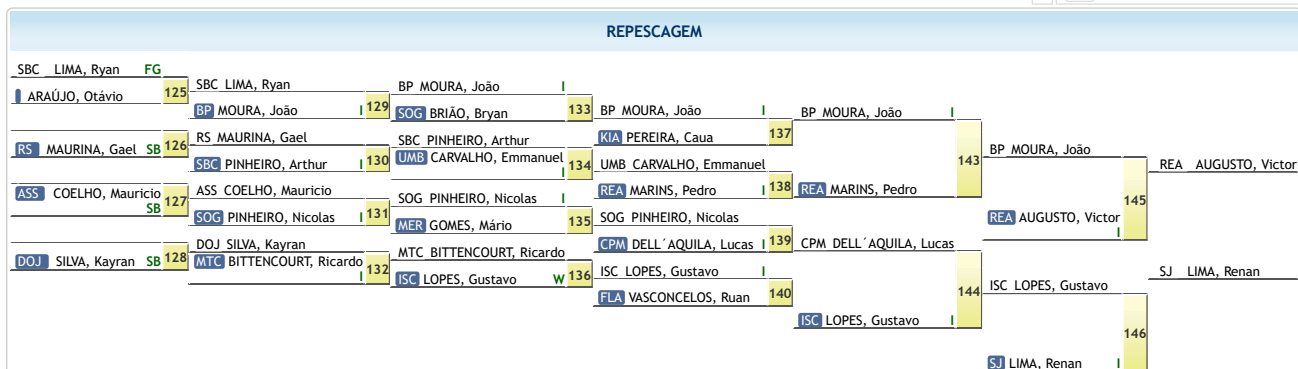 REPESCAGEM
SBC LIMA, Ryan FG
ARAÚJO, Otávio
125
RS MAURINA, Gael SB
126
ASS COELHO, Mauricio
SB
127
DOJ SILVA, Kayran SB
128
SBC LIMA, Ryan
BP MOURA, João I
129
RS MAURINA, Gael
SBC PINHEIRO, Arthur I
130
ASS COELHO, Mauricio
SOG PINHEIRO, Nicolas I
131
DOJ SILVA, Kayran
MTC BITTENCOURT, Ricardo
I
132
BP MOURA, João I
SOG BRIÃO, Bryan
133
SBC PINHEIRO, Arthur
UMB CARVALHO, Emmanuel
I
134
SOG PINHEIRO, Nicolas I
MER GOMES, Mário
135
MTC BITTENCOURT, Ricardo
ISC LOPES, Gustavo W
136
BP MOURA, João I
KIA PEREIRA, Caua
137
UMB CARVALHO, Emmanuel
REA MARINS, Pedro I
138
SOG PINHEIRO, Nicolas
CPM DELL´AQUILA, Lucas I
139
ISC LOPES, Gustavo I
FLA VASCONCELOS, Ruan
140
BP MOURA, João I
REA MARINS, Pedro
143
CPM DELL´AQUILA, Lucas
ISC LOPES, Gustavo I
144
BP MOURA, João
REA AUGUSTO, Victor
I
145
ISC LOPES, Gustavo
SJ LIMA, Renan I
146
REA AUGUSTO, Victor
SJ LIMA, Renan